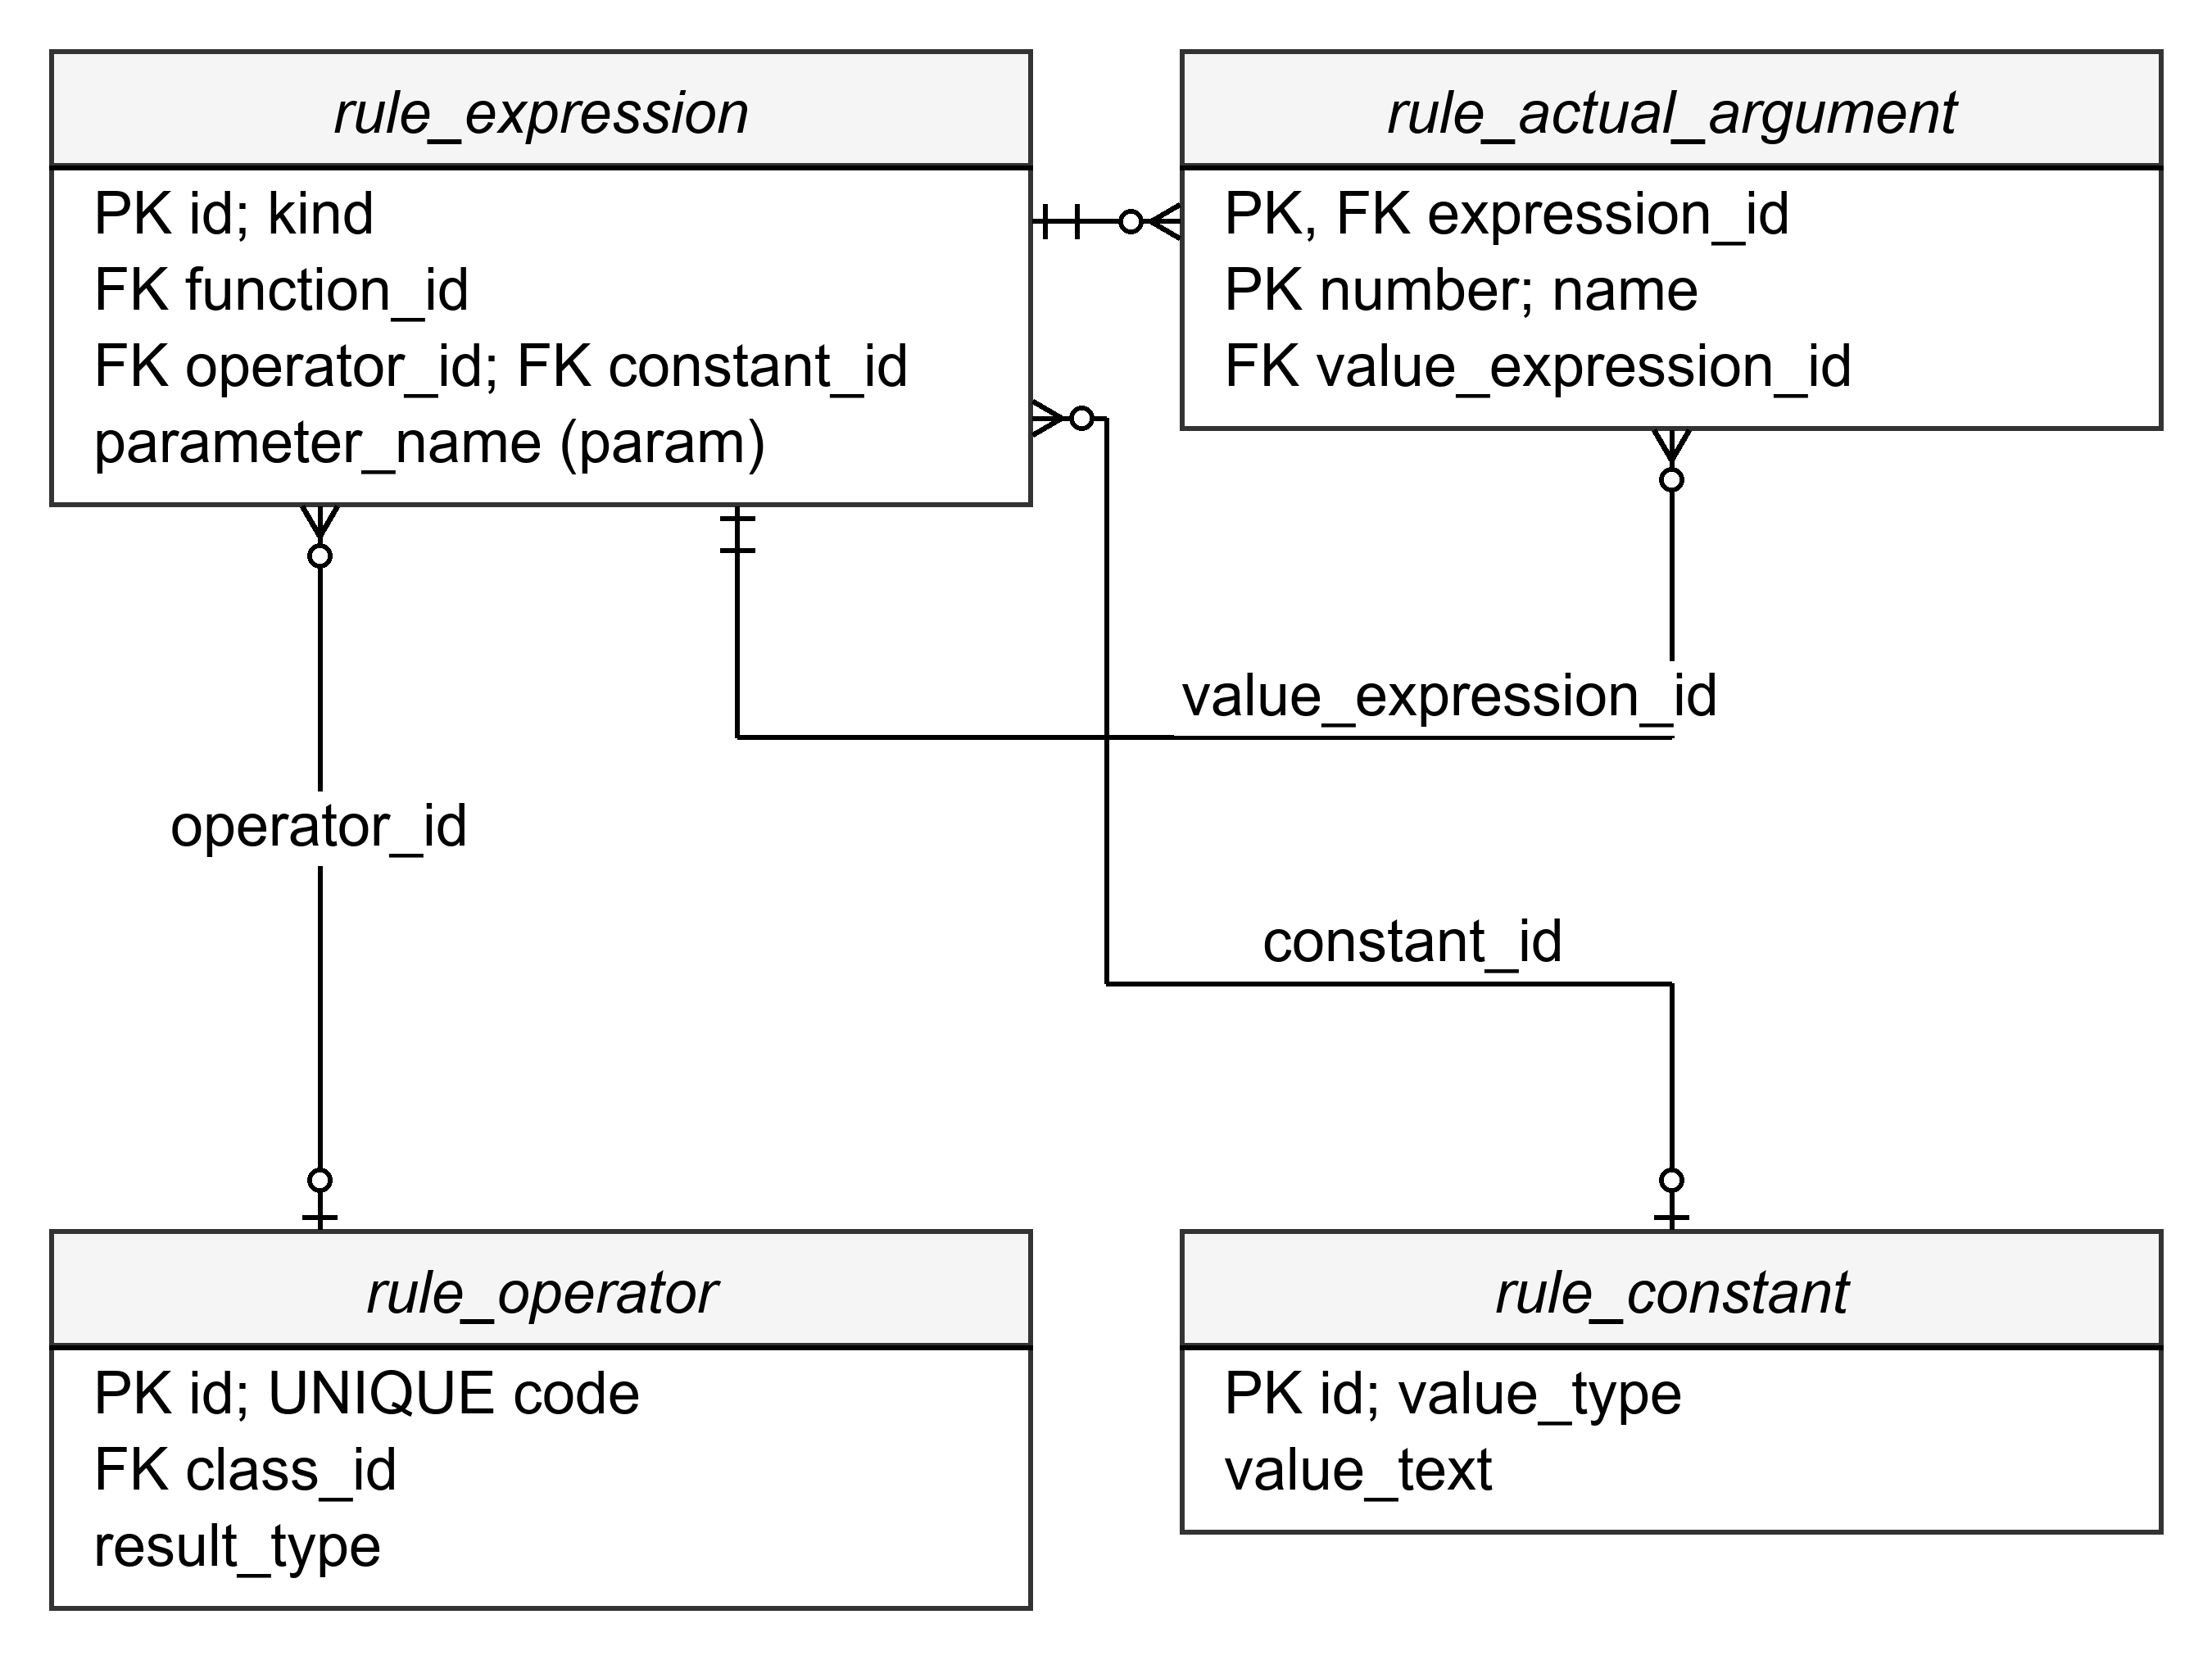 rule_expression
PK id; kind
FK function_id
FK operator_id; FK constant_id
parameter_name (param)
rule_actual_argument
PK, FK expression_id
PK number; name
FK value_expression_id
value_expression_id
operator_id
constant_id
rule_operator
PK id; UNIQUE code
FK class_id
result_type
rule_constant
PK id; value_type
value_text